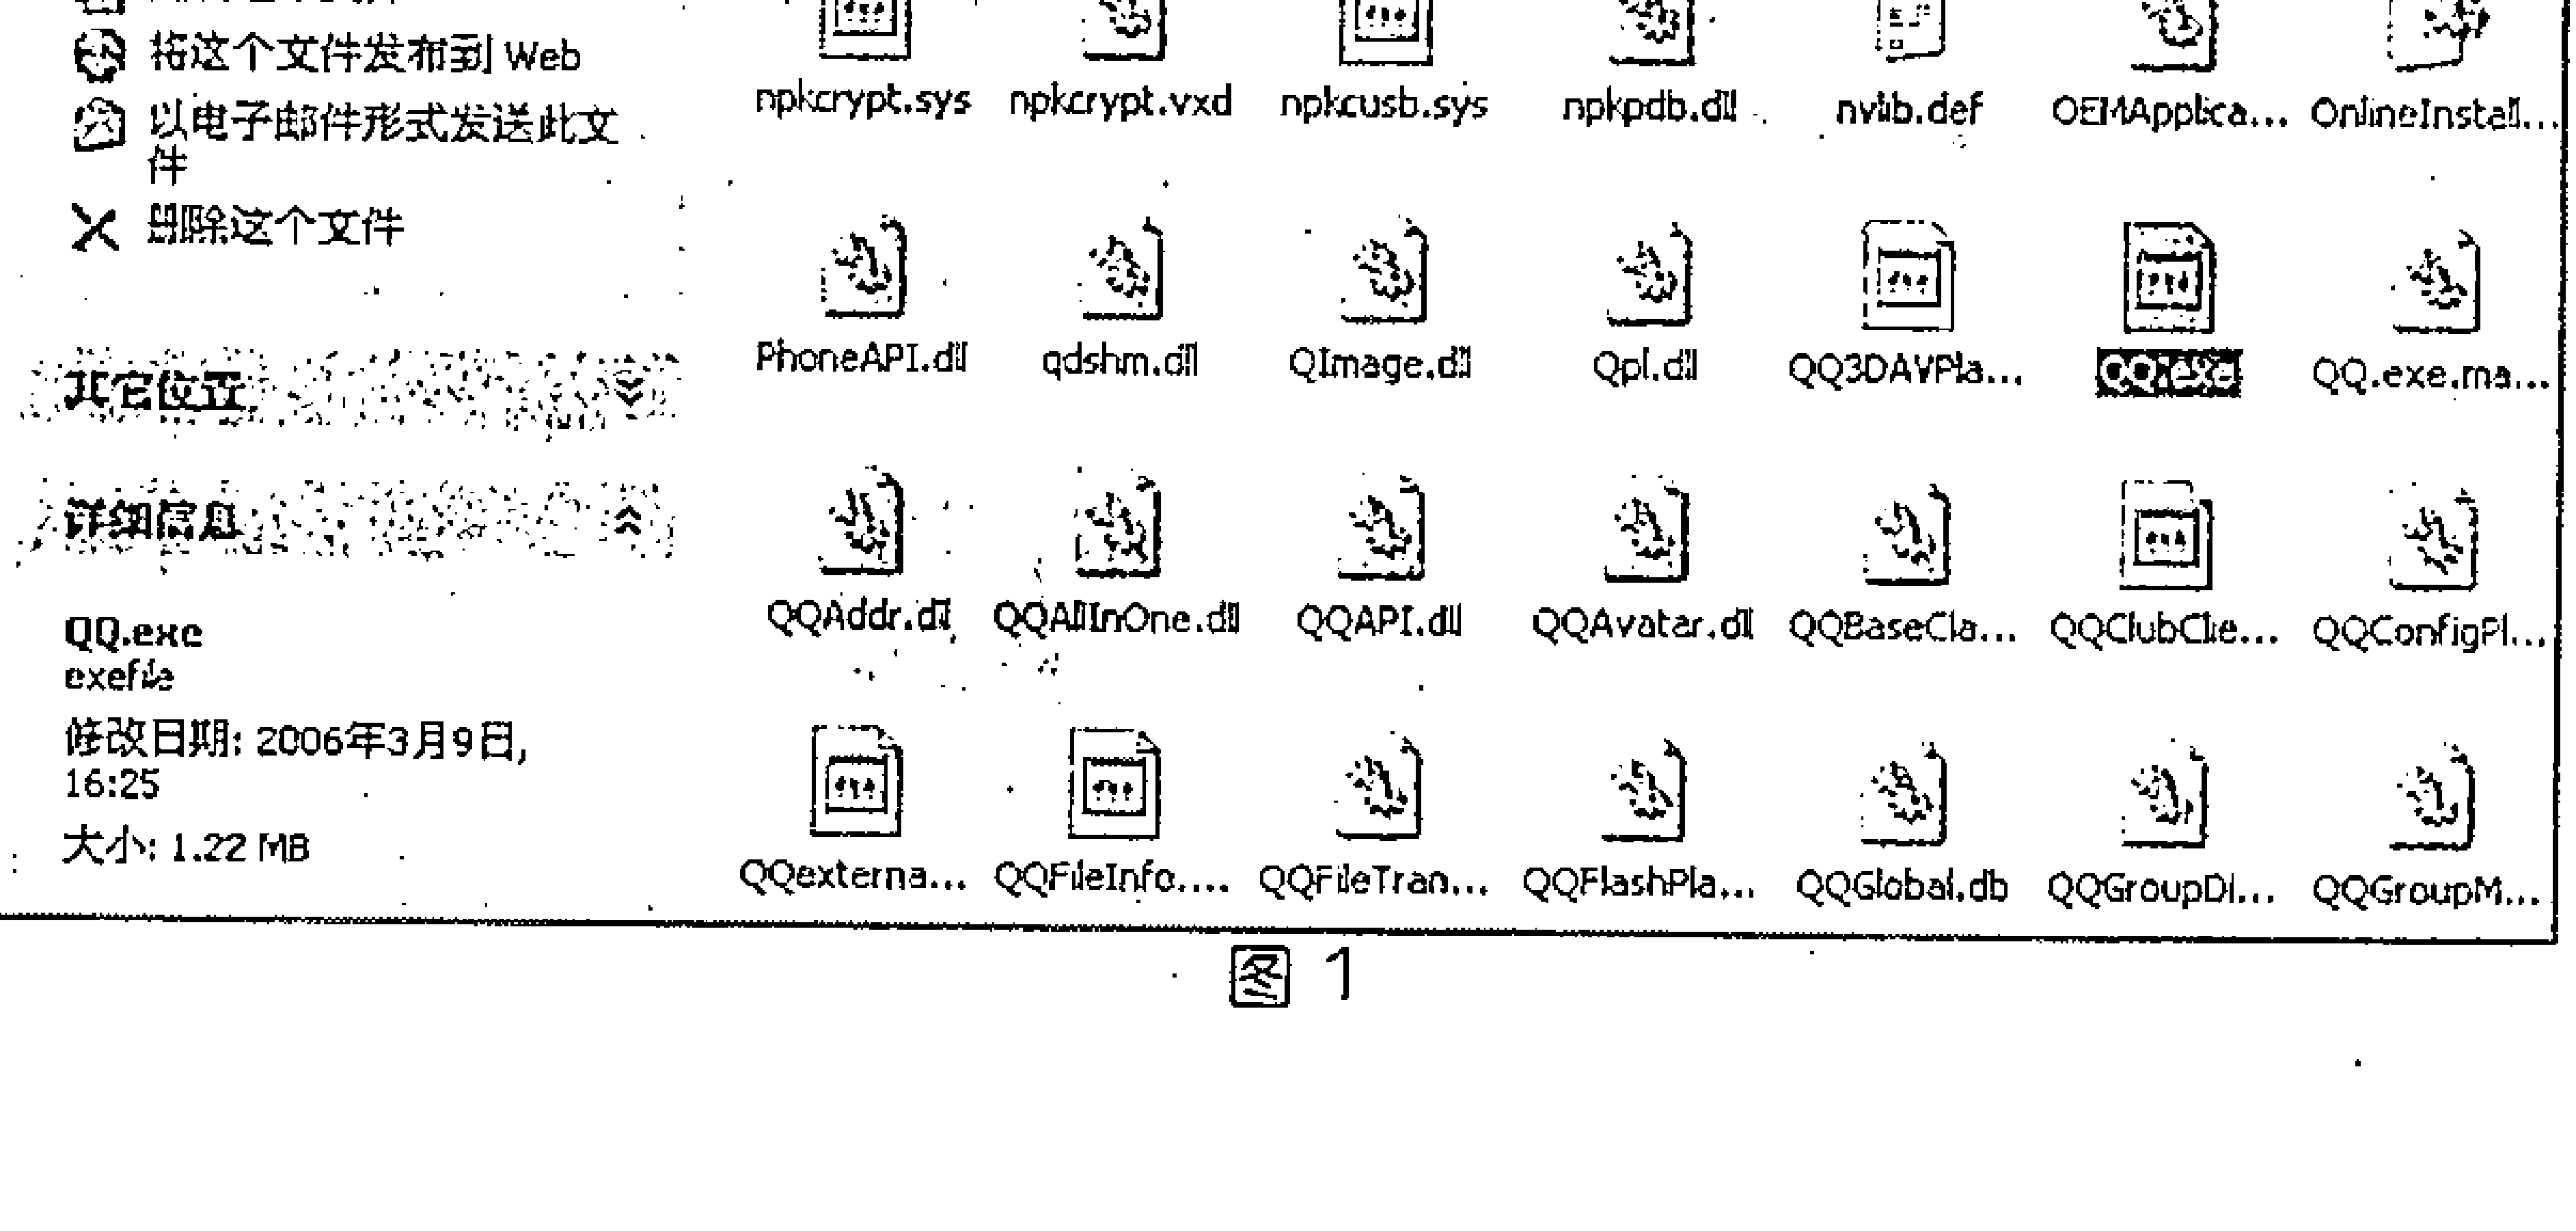 将这个文件发布到 Web
以电子邮件形式发送此文
件
删除这个文件
其它位置
详细信息
QQ.exe
exefile
修改日期: 2006年3月9日,
16:25
大小: 1.22 MB
npkcrypt.sys npkcrypt.vxd npkcusb.sys npkpdb.dll nvlib.def OEMApplica... OnlineInstall...
PhoneAPI.dll qdshm.dll QImage.dll Qpl.dll QQ3DAVPla... QQ.exe QQ.exe.ma...
QQAddr.dll QQAllInOne.dll QQAPI.dll QQAvatar.dll QQBaseCla... QQClubClie... QQConfigPl...
QQexterna... QQFileInfo.... QQFileTran... QQFlashPla... QQGlobal.db QQGroupDl... QQGroupM...
图 1